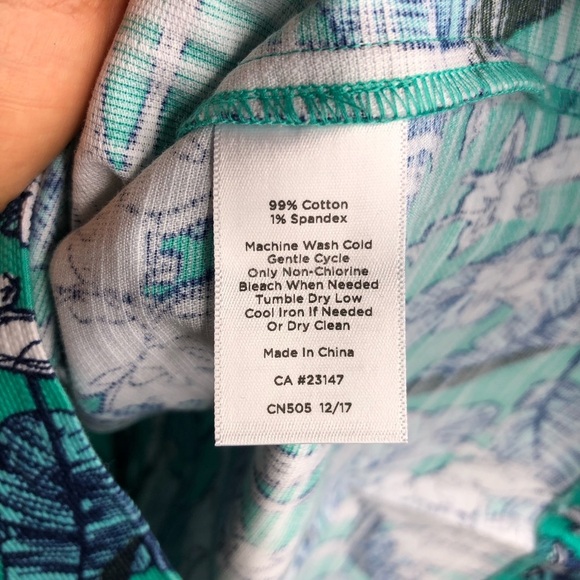 99% Cotton
1% Spandex
Machine Wash Cold
Gentle Cycle
Only Non-Chlorine
Bleach When Needed
Tumble Dry Low
Cool Iron If Needed
Or Dry Clean
Made In China
CA #23147
CN505 12/17